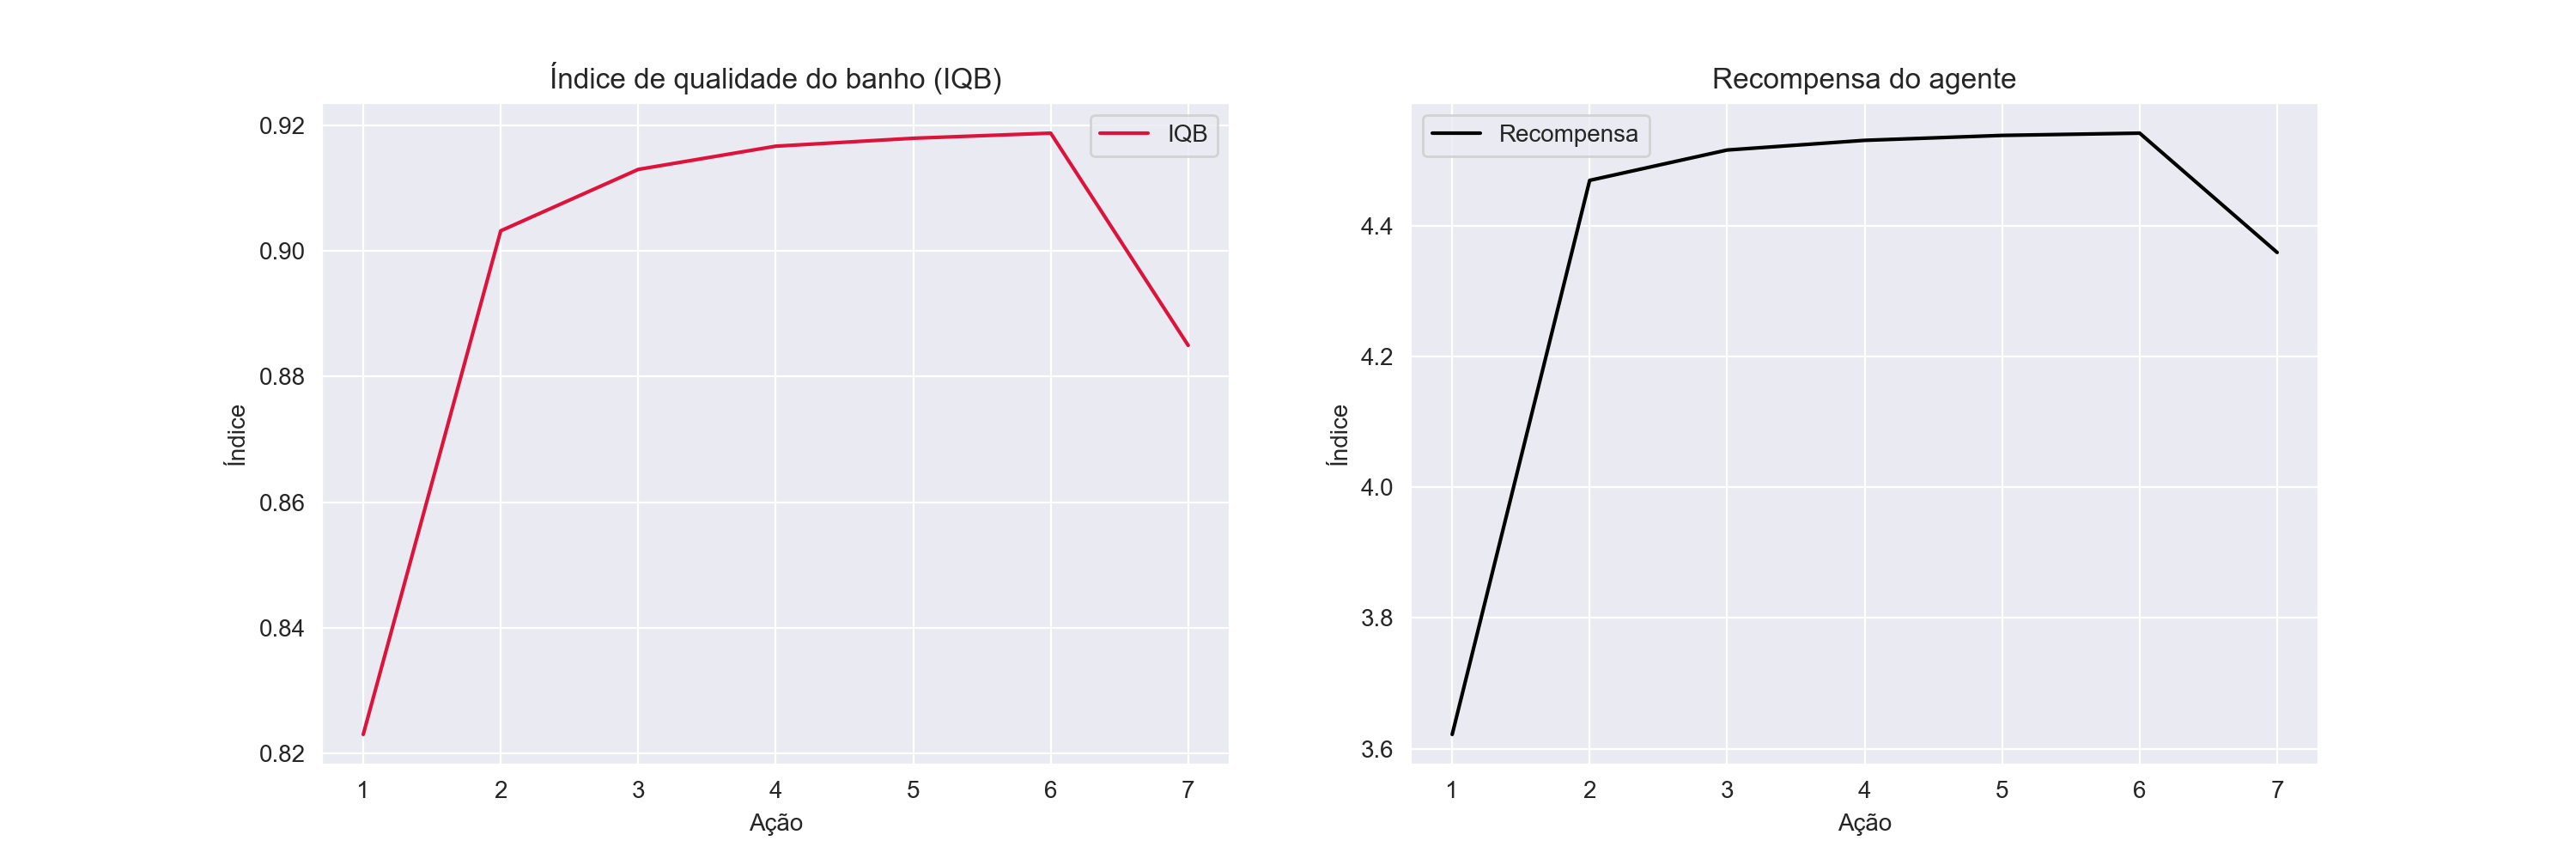 Índice de qualidade do banho (IQB)
IQB
0.92
0.90
0.88
0.86
0.84
0.82
Índice
1 2 3 4 5 6 7
Ação
Recompensa do agente
Recompensa
4.4
4.2
4.0
3.8
3.6
Índice
1 2 3 4 5 6 7
Ação